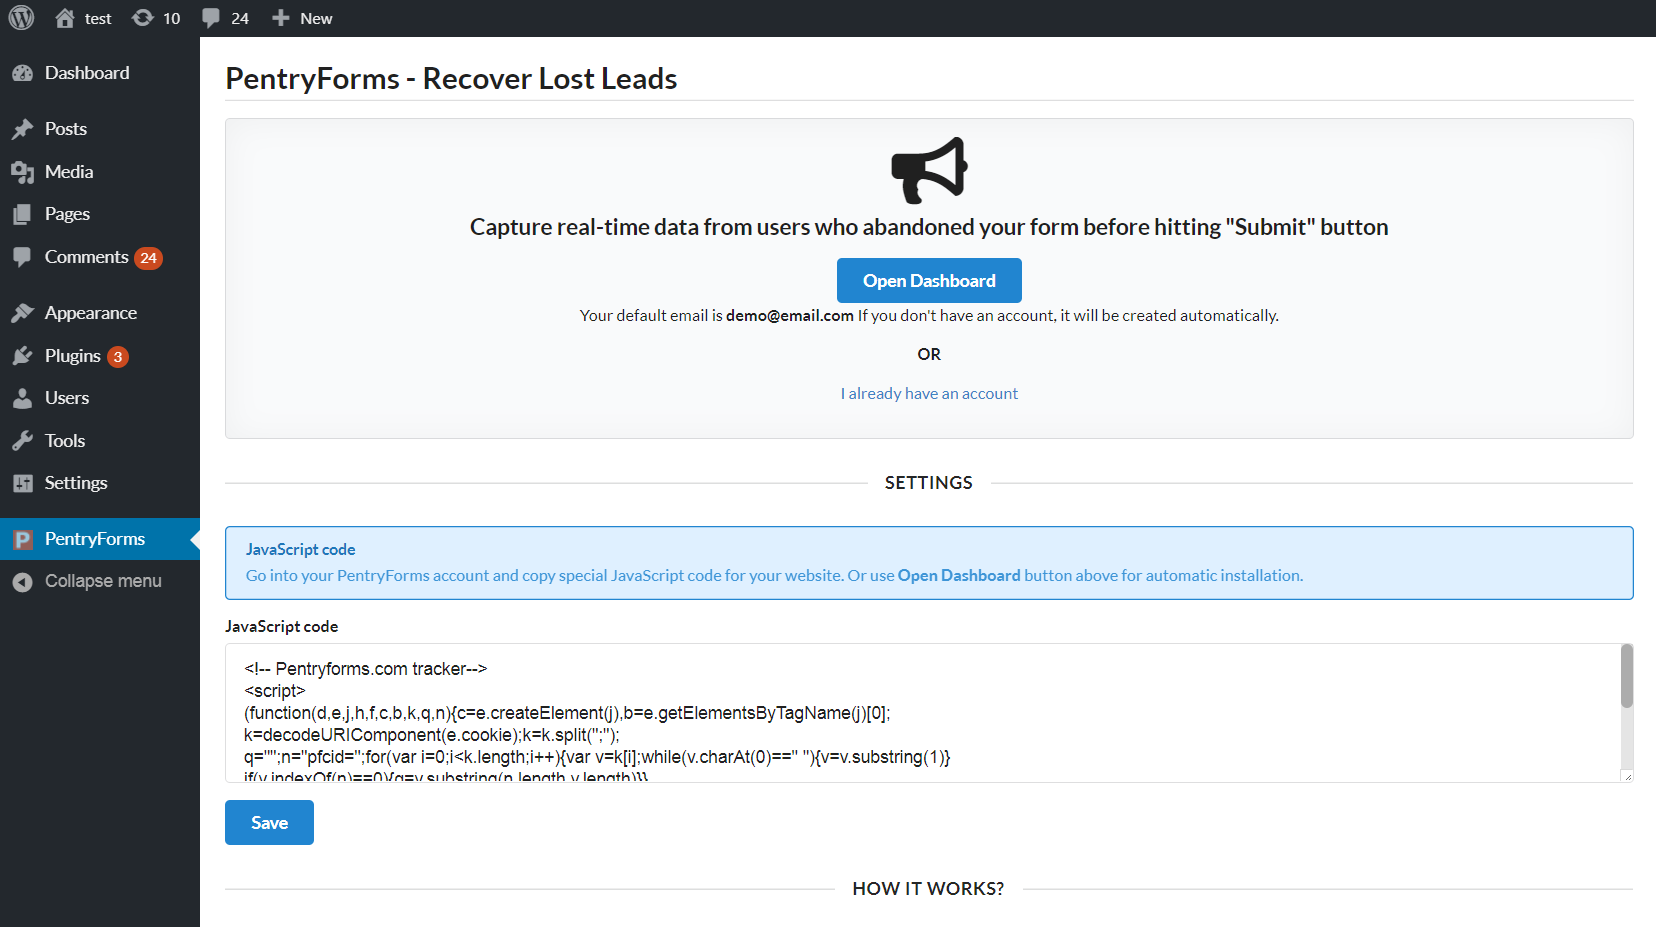 test
10
24
New
Dashboard
Posts
Media
Pages
Comments 24
Appearance
Plugins 3
Users
Tools
Settings
P PentryForms
Collapse menu
PentryForms - Recover Lost Leads
Capture real-time data from users who abandoned your form before hitting "Submit" button
Open Dashboard
Your default email is demo@email.com If you don't have an account, it will be created automatically.
OR
I already have an account
SETTINGS
JavaScript code
Go into your PentryForms account and copy special JavaScript code for your website. Or use Open Dashboard button above for automatic installation.
JavaScript code
<!-- Pentryforms.com tracker-->
<script>
(function(d,e,j,h,f,c,b,k,q,n){c=e.createElement(j),b=e.getElementsByTagName(j)[0];
k=decodeURIComponent(e.cookie);k=k.split(";");
q="";n="pfcid=";for(var i=0;i<k.length;i++){var v=k[i];while(v.charAt(0)==" "){v=v.substring(1)}
if(v.indexOf(n)==0){q=v.substring(n.length,v.length)}}
Save
HOW IT WORKS?